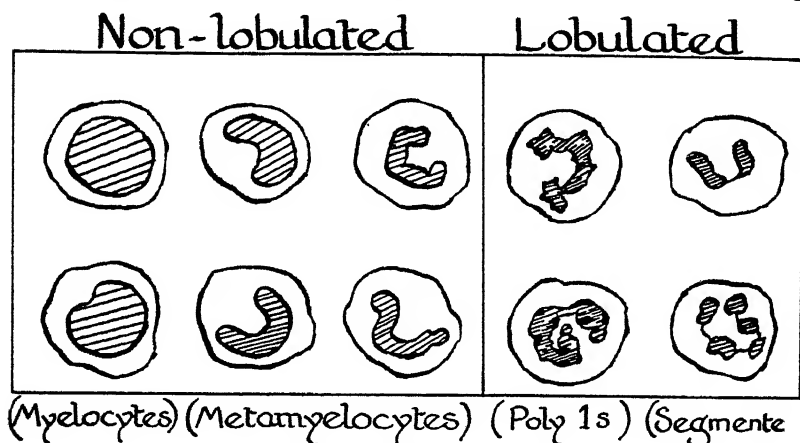 Non-lobulated Lobulated
(Myelocytes) (Metamyelocytes) (Poly 1s) (Segmente